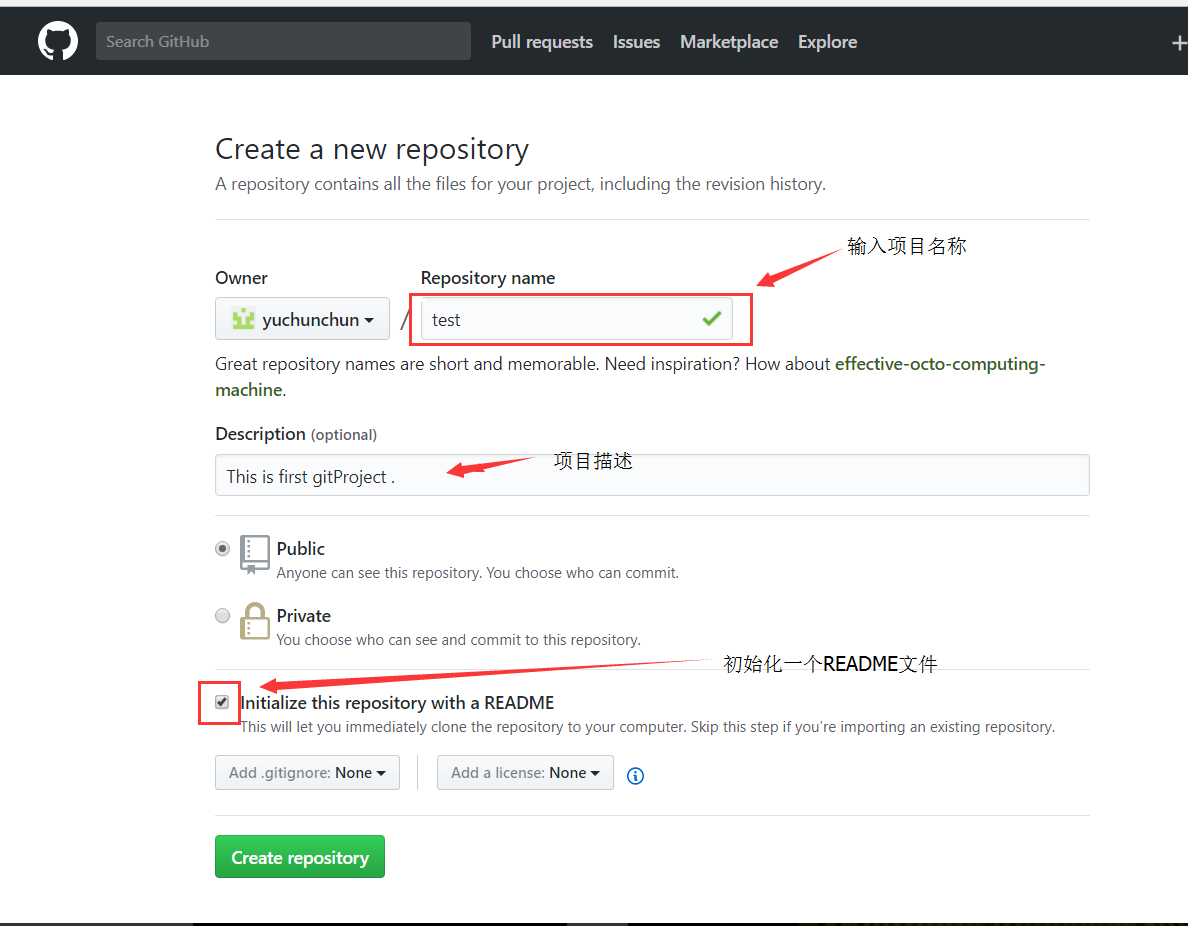 Search GitHub Pull requests Issues Marketplace Explore
Create a new repository
A repository contains all the files for your project, including the revision history.
输入项目名称
Owner Repository name
yuchunchun / test
Great repository names are short and memorable. Need inspiration? How about effective-octo-computing-
machine.
Description (optional)
项目描述
This is first gitProject .
Public
Anyone can see this repository. You choose who can commit.
Private
You choose who can see and commit to this repository.
初始化一个README文件
Initialize this repository with a README
This will let you immediately clone the repository to your computer. Skip this step if you’re importing an existing repository.
Add .gitignore: None Add a license: None
Create repository